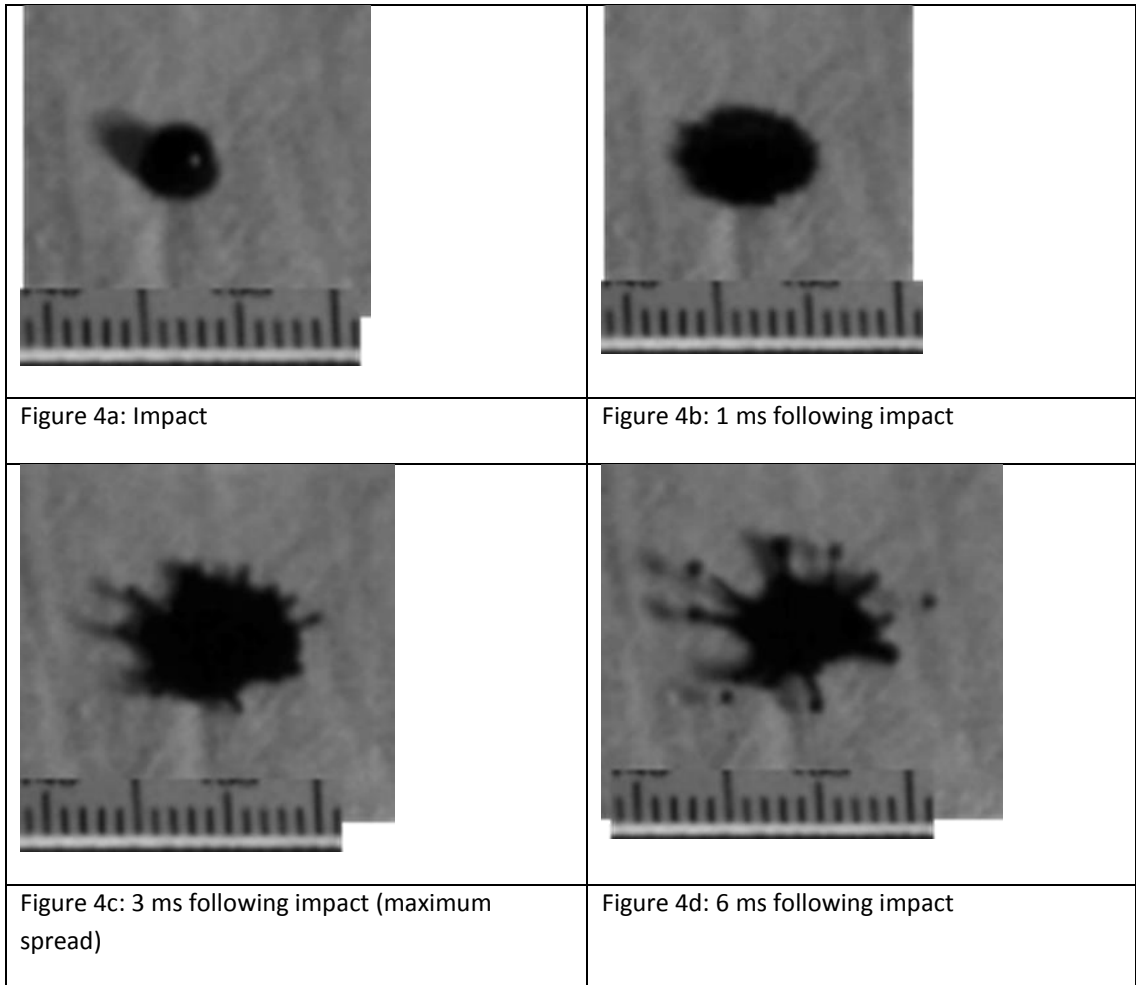 Figure 4a: Impact
Figure 4b: 1 ms following impact
Figure 4c: 3 ms following impact (maximum
spread)
Figure 4d: 6 ms following impact